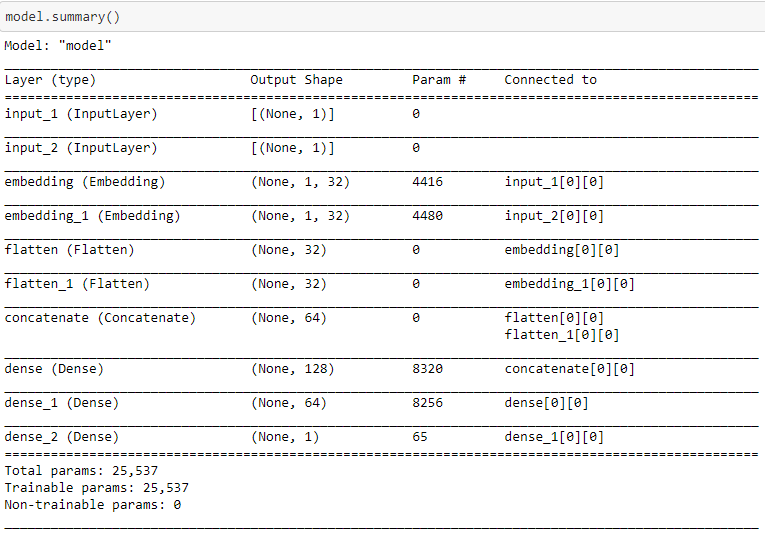 model.summary()
Model: "model"
Layer (type) Output Shape Param # Connected to
input_1 (InputLayer) [(None, 1)] 0
input_2 (InputLayer) [(None, 1)] 0
embedding (Embedding) (None, 1, 32) 4416 input_1[0][0]
embedding_1 (Embedding) (None, 1, 32) 4480 input_2[0][0]
flatten (Flatten) (None, 32) 0 embedding[0][0]
flatten_1 (Flatten) (None, 32) 0 embedding_1[0][0]
concatenate (Concatenate) (None, 64) 0 flatten[0][0]
flatten_1[0][0]
dense (Dense) (None, 128) 8320 concatenate[0][0]
dense_1 (Dense) (None, 64) 8256 dense[0][0]
dense_2 (Dense) (None, 1) 65 dense_1[0][0]
Total params: 25,537
Trainable params: 25,537
Non-trainable params: 0